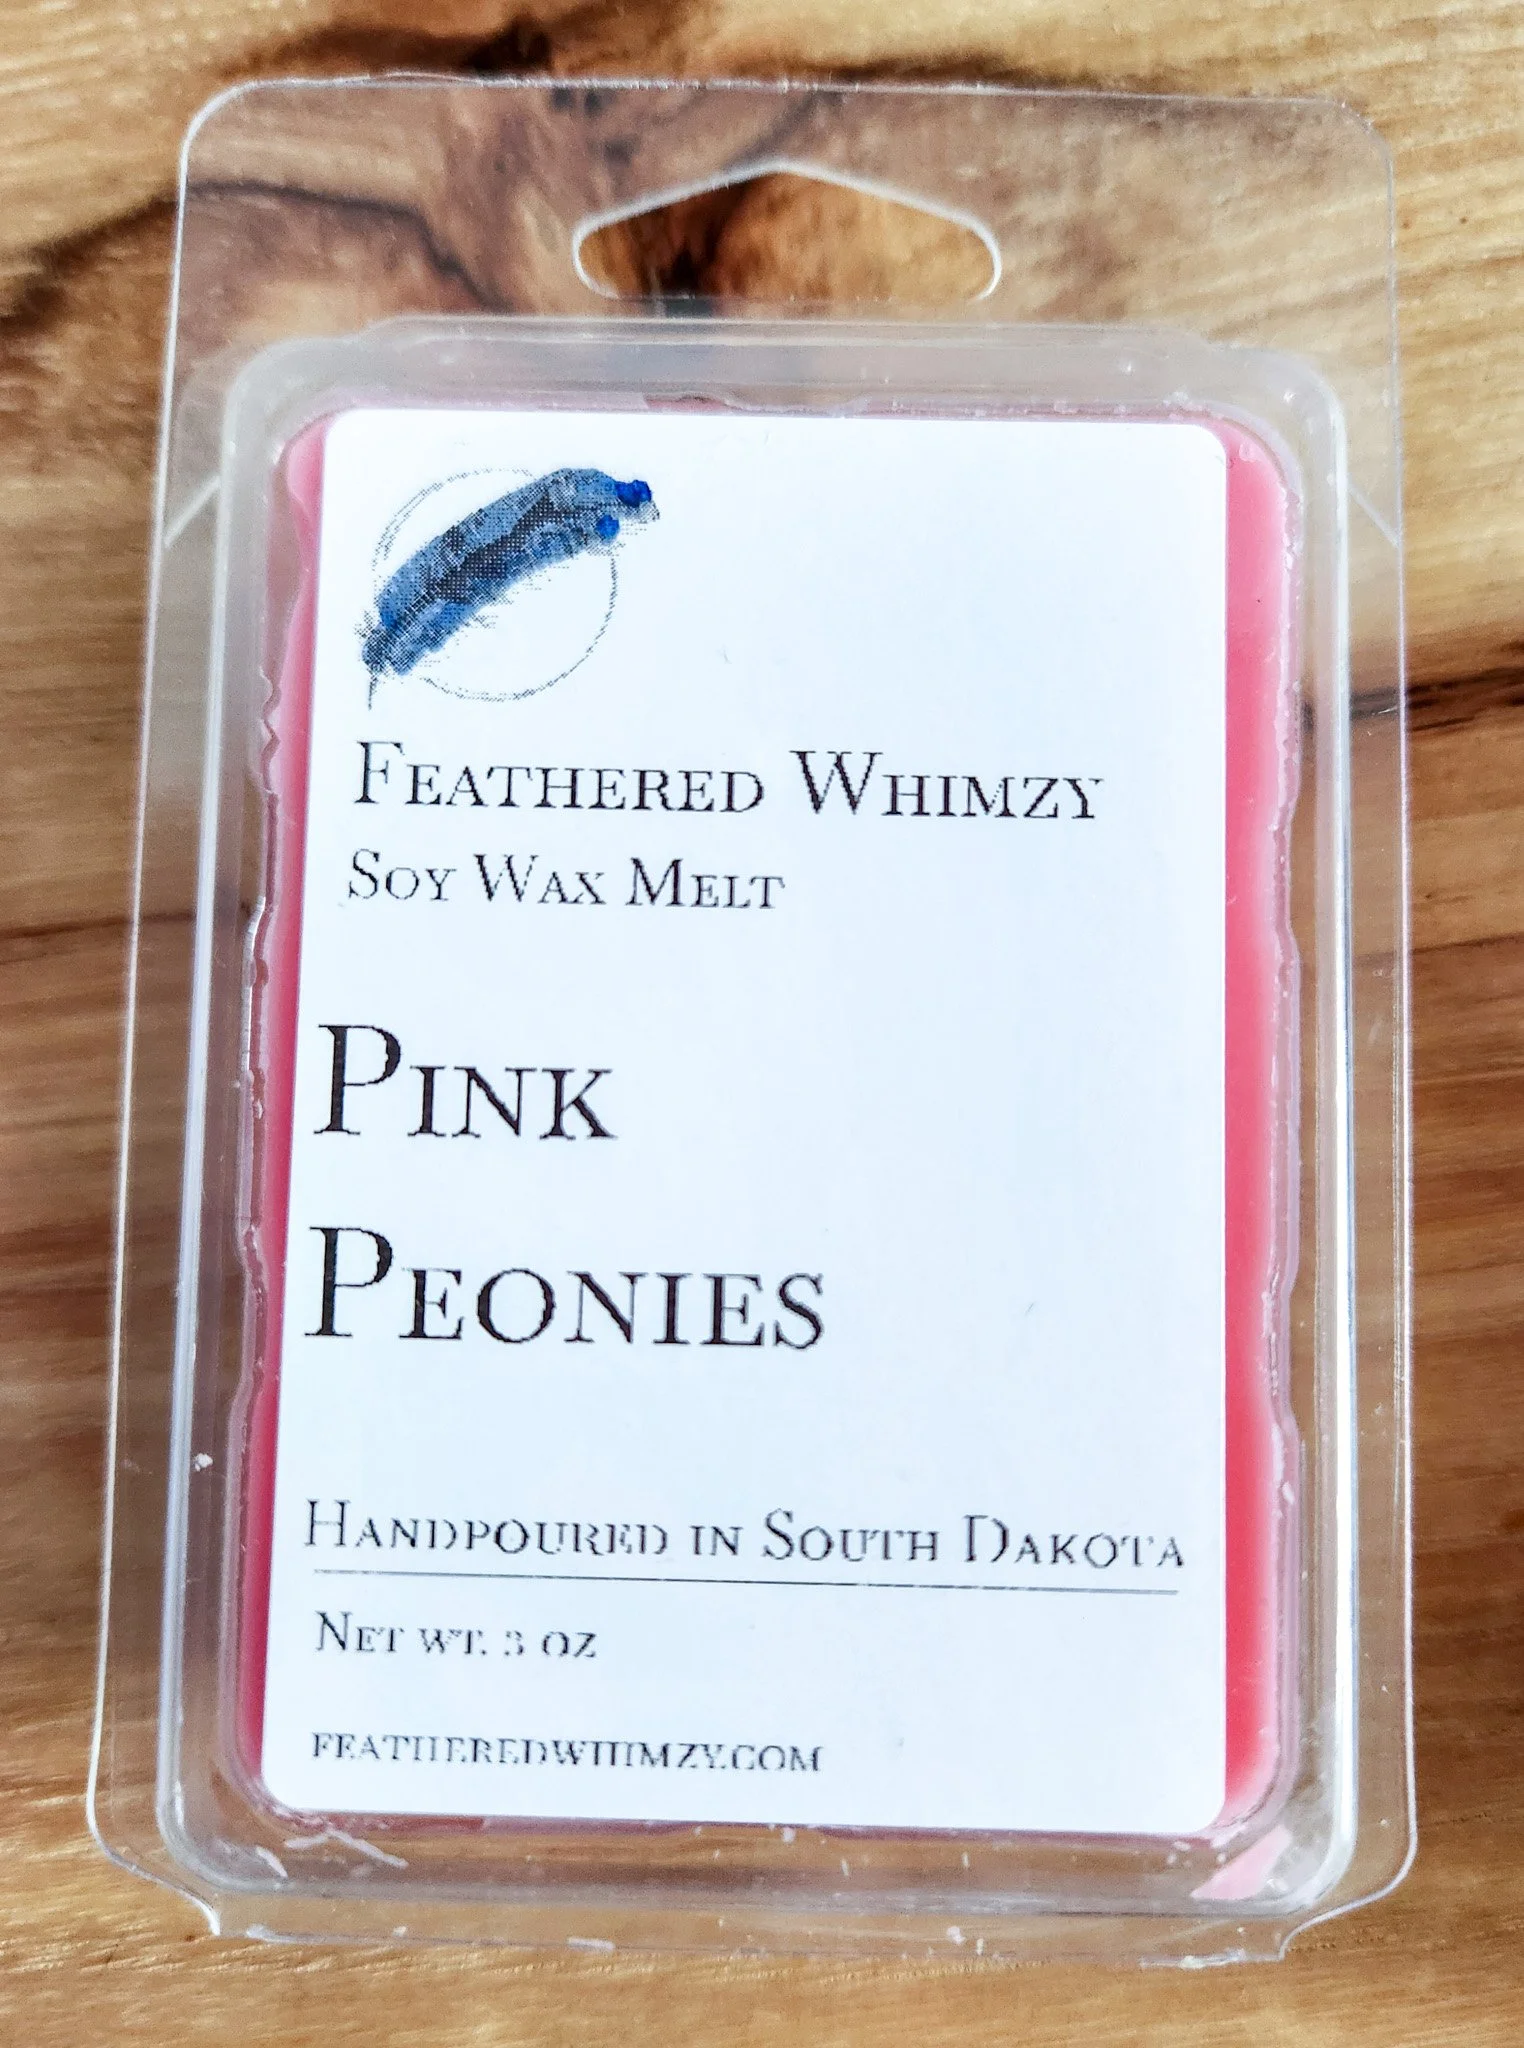 Feathered Whimzy
Soy Wax Melt
Pink
Peonies
Handpoured in South Dakota
Net wt. 3 oz
featheredwhimzy.com